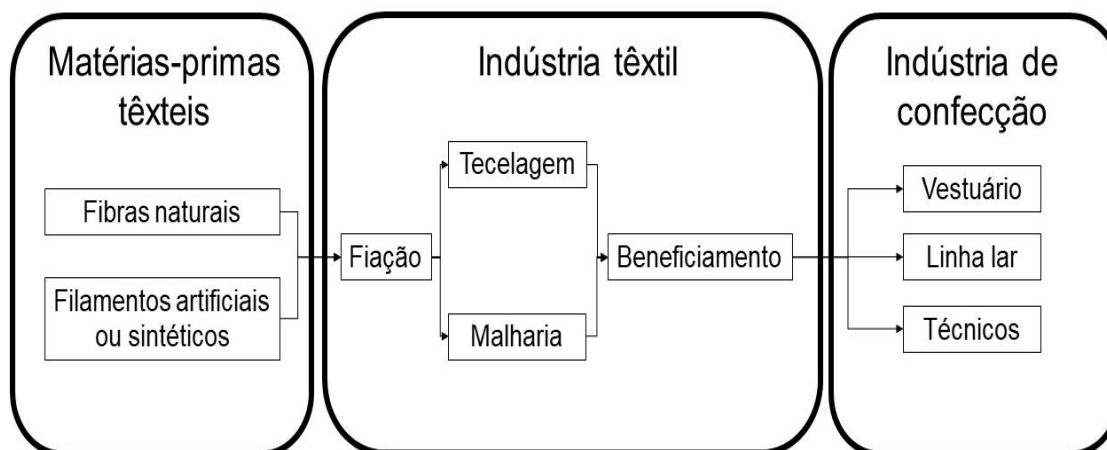 Matérias-primas
têxteis
Fibras naturais
Filamentos artificiais
ou sintéticos
Indústria têxtil
Fiação
Tecelagem
Malharia
Beneficiamento
Indústria de
confecção
Vestuário
Linha lar
Técnicos